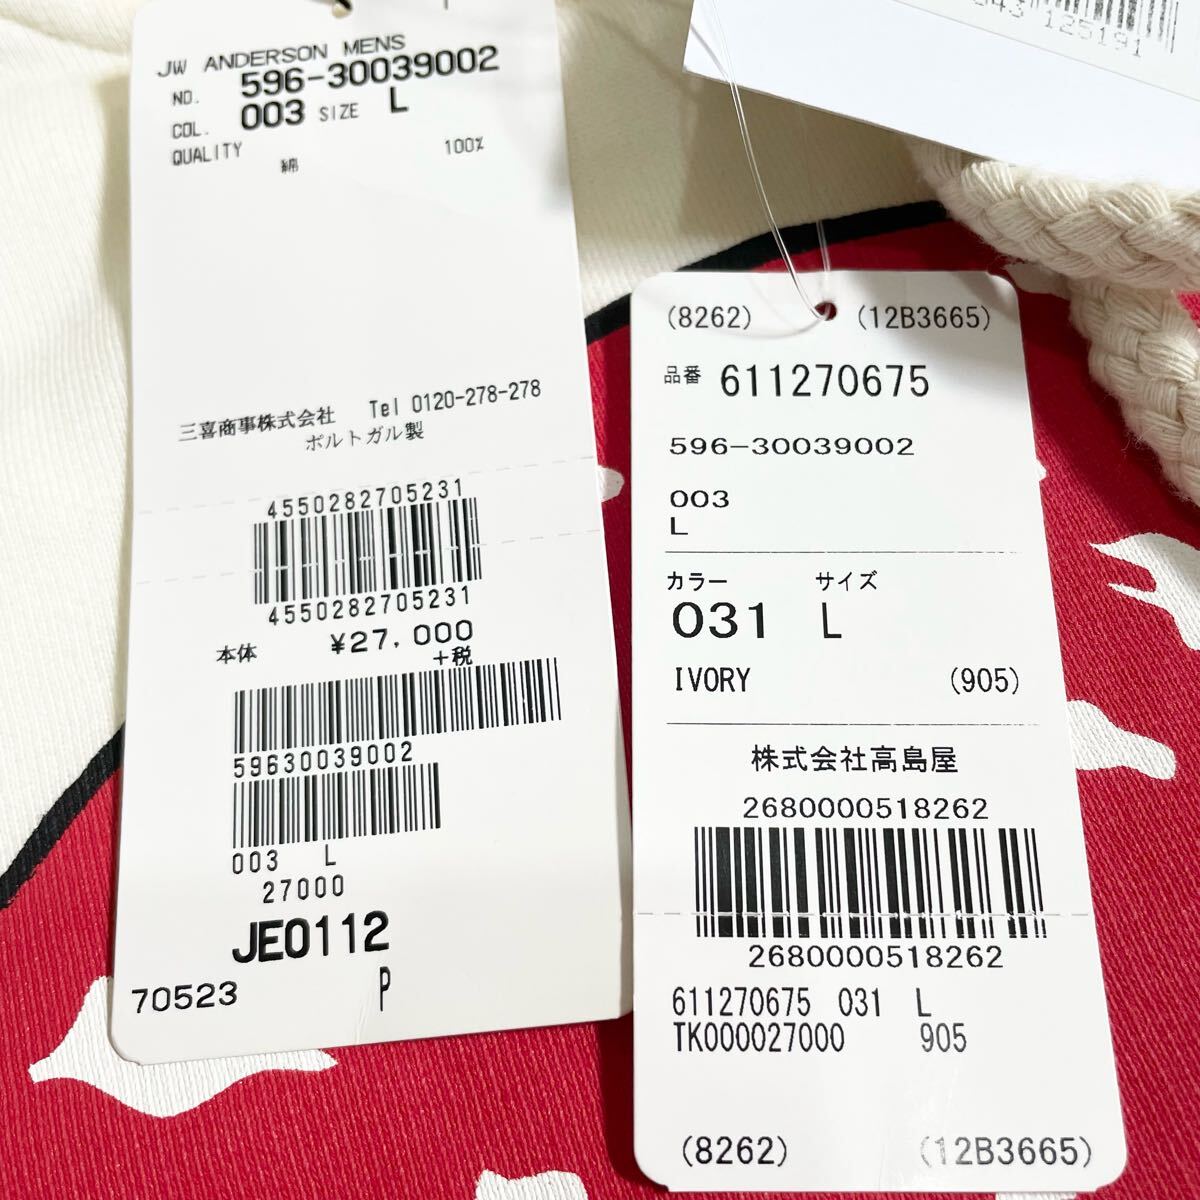 JW ANDERSON MENS
NO. 596-30039002
COL. 003 SIZE L
QUALITY
綿 100%
三喜商事株式会社 Tel 0120-278-278
ポルトガル製
4550282705231
4550282705231
本体 ¥27,000
+税
59630039002
003 L
27000
JE0112
70523 P
125191
(8262) (12B3665)
品番 611270675
596-30039002
003
L
カラー サイズ
031 L
IVORY (905)
株式会社高島屋
2680000518262
2680000518262
611270675 031 L
TK000027000 905
(8262) (12B3665)